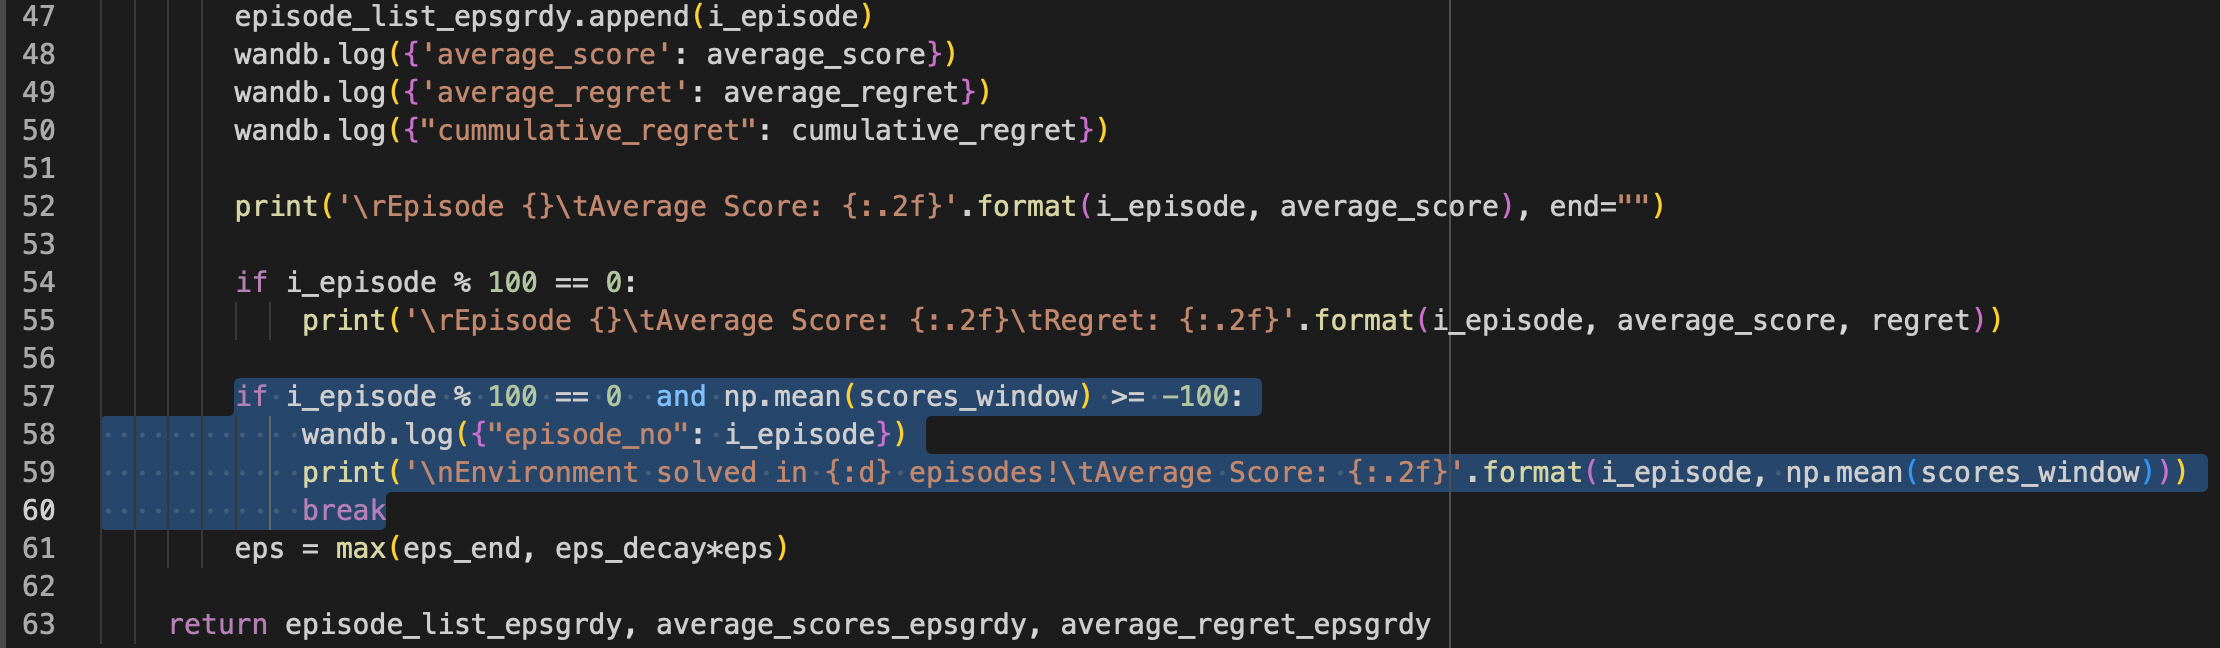 47 episode_list_epsgrdy.append(i_episode)
48 wandb.log({'average_score': average_score})
49 wandb.log({'average_regret': average_regret})
50 wandb.log({"cummulative_regret": cumulative_regret})
51
52 print('\rEpisode {}\tAverage Score: {:.2f}'.format(i_episode, average_score), end="")
53
54 if i_episode % 100 == 0:
55 print('\rEpisode {}\tAverage Score: {:.2f}\tRegret: {:.2f}'.format(i_episode, average_score, regret))
56
57 if i_episode % 100 == 0  and np.mean(scores_window) >= -100:
58 wandb.log({"episode_no": i_episode})
59 print('\nEnvironment solved in {:d} episodes!\tAverage Score: {:.2f}'.format(i_episode, np.mean(scores_window)))
60 break
61 eps = max(eps_end, eps_decay*eps)
62
63 return episode_list_epsgrdy, average_scores_epsgrdy, average_regret_epsgrdy